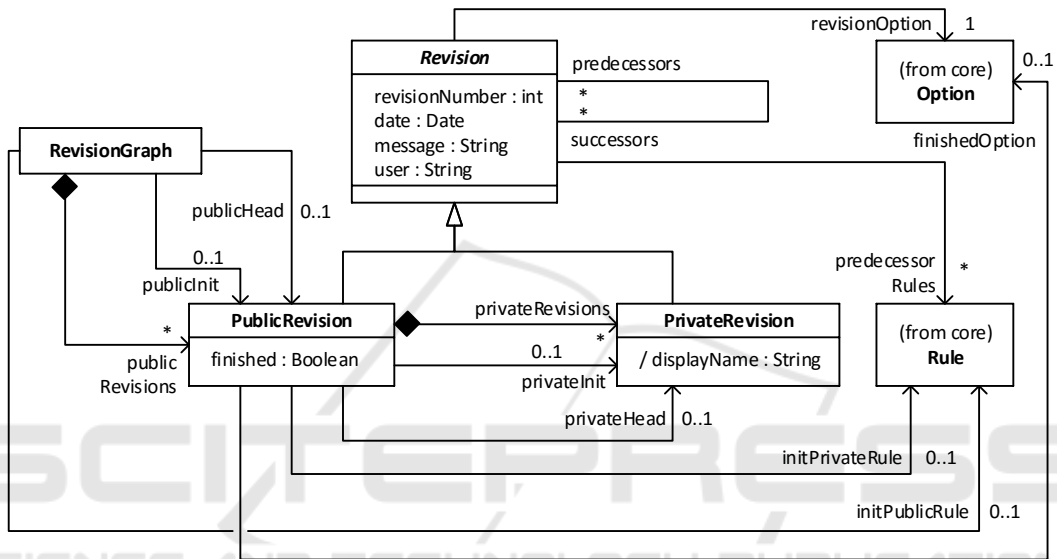 revisionOption
1
Revision
revisionNumber : int
date : Date
message : String
user : String
predecessors
*
*
successors
(from core)
Option
0..1
finishedOption
RevisionGraph
publicHead
0..1
0..1
publicInit
predecessor
Rules
*
*
public
Revisions
PublicRevision
finished : Boolean
privateRevisions
*
0..1
privateInit
PrivateRevision
/ displayName : String
(from core)
Rule
privateHead
0..1
initPrivateRule
0..1
initPublicRule
0..1
SCITEPRESS